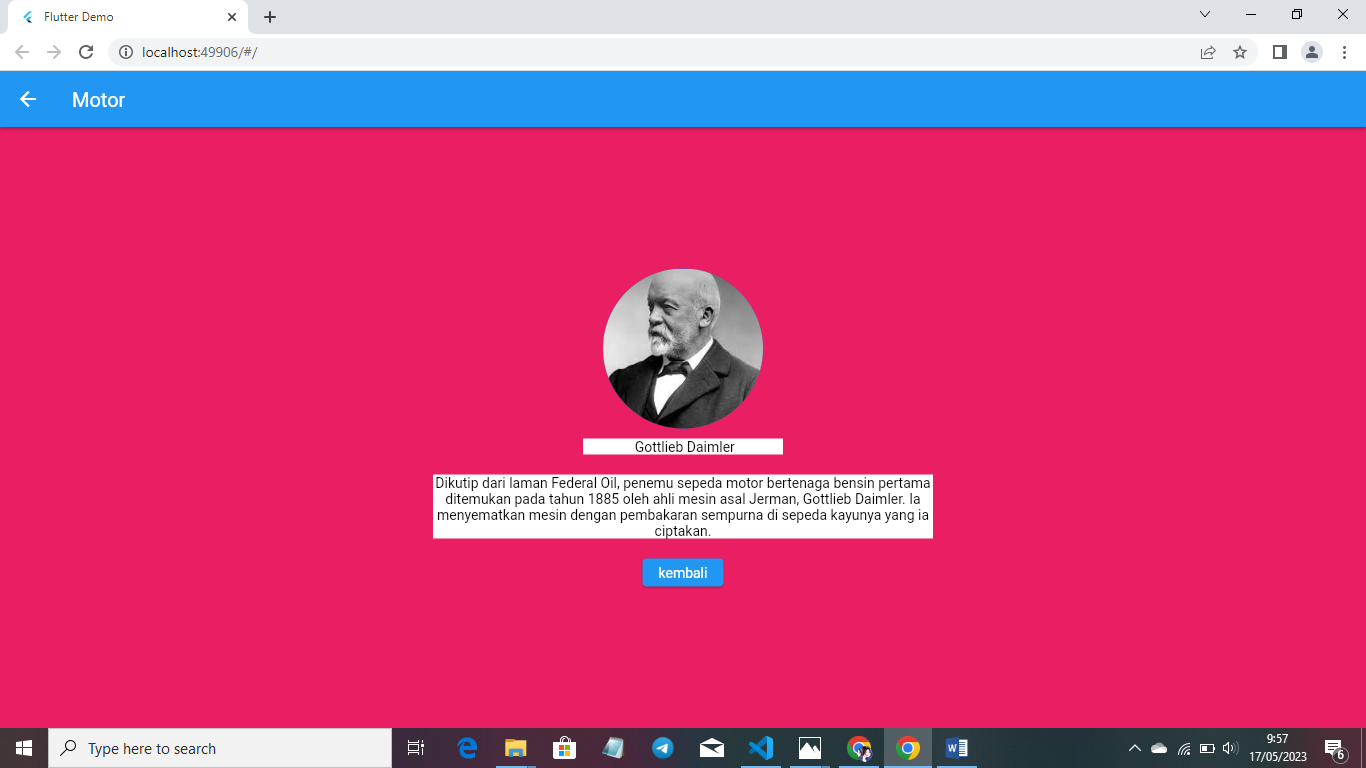 Flutter Demo
localhost:49906/#/
Motor
Gottlieb Daimler
Dikutip dari laman Federal Oil, penemu sepeda motor bertenaga bensin pertama
ditemukan pada tahun 1885 oleh ahli mesin asal Jerman, Gottlieb Daimler. Ia
menyematkan mesin dengan pembakaran sempurna di sepeda kayunya yang ia
ciptakan.
kembali
Type here to search
9:57
17/05/2023
6